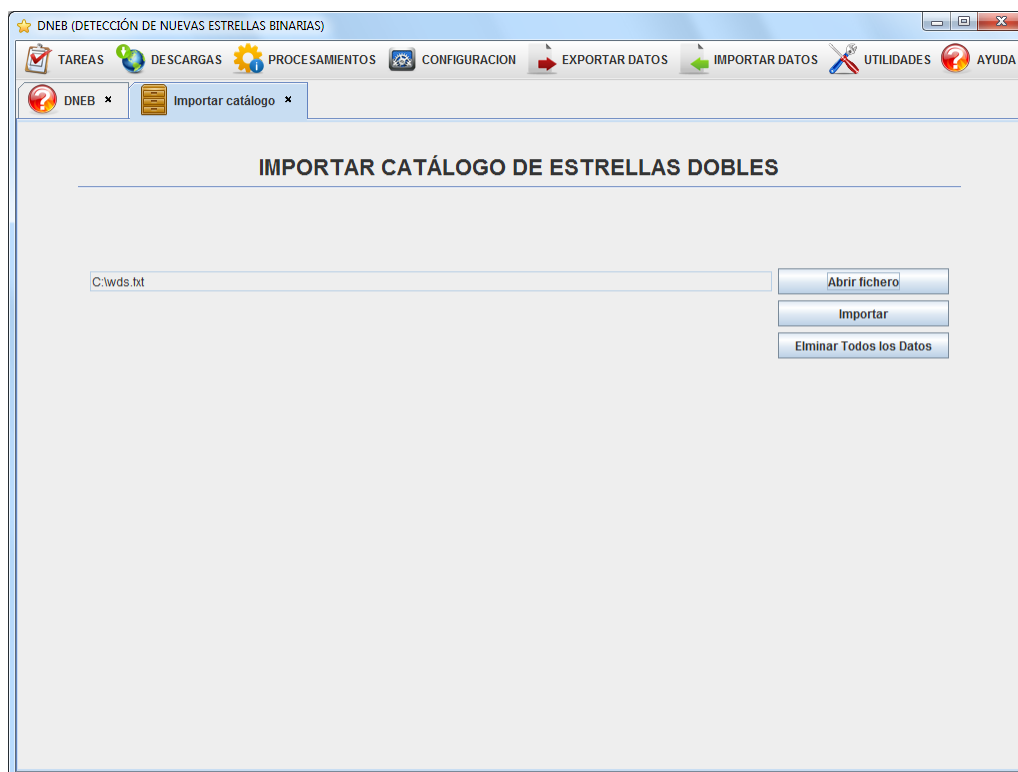 DNEB (DETECCIÓN DE NUEVAS ESTRELLAS BINARIAS)
TAREAS DESCARGAS PROCESAMIENTOS CONFIGURACION EXPORTAR DATOS IMPORTAR DATOS UTILIDADES AYUDA
DNEB Importar catálogo
IMPORTAR CATÁLOGO DE ESTRELLAS DOBLES
C:\wds.txt Abrir fichero
Importar
Elminar Todos los Datos